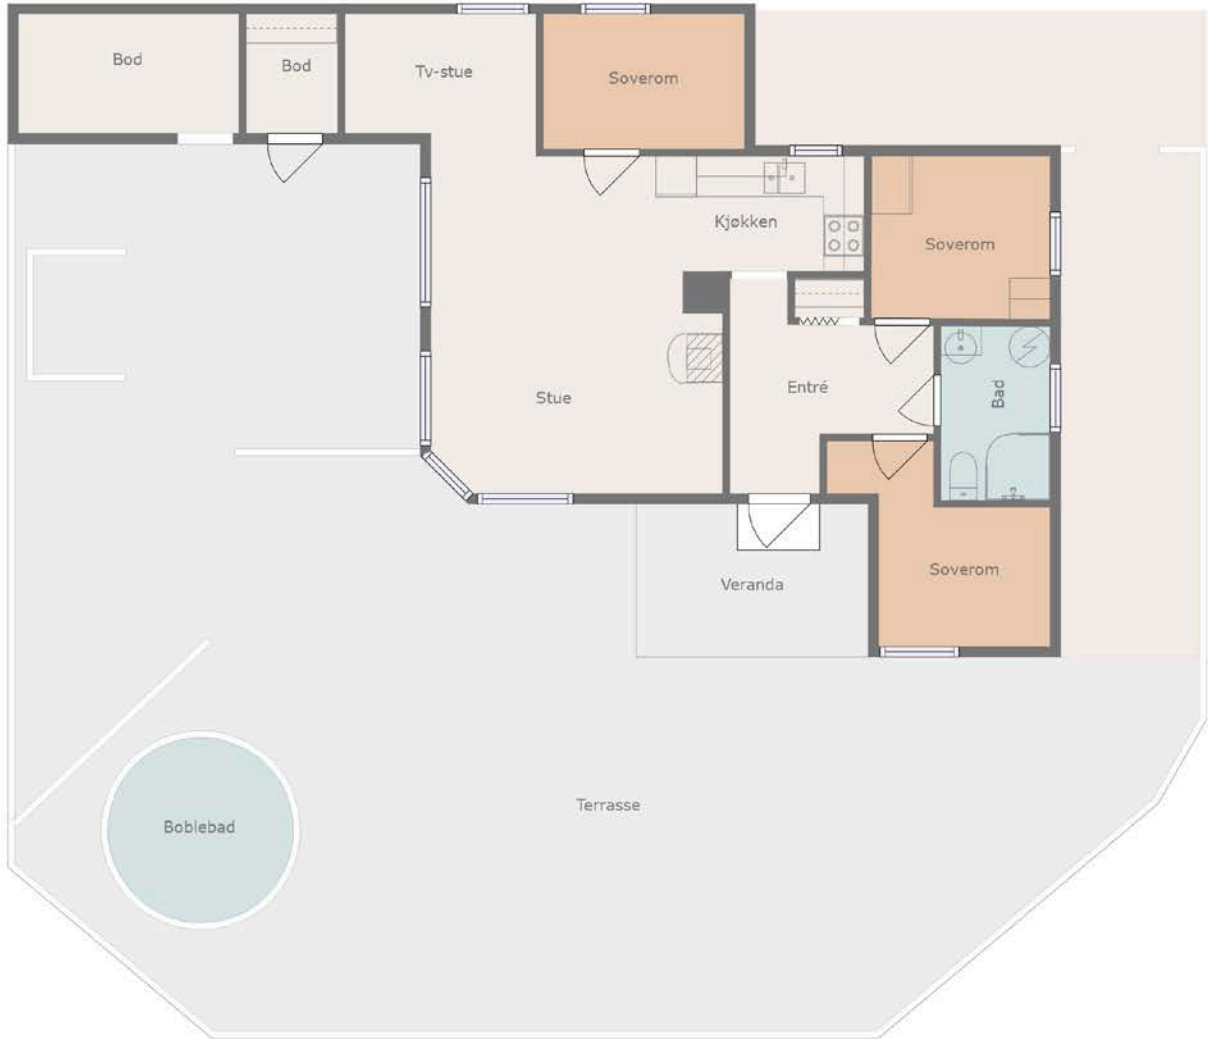 Bod
Bod
Tv-stue
Soverom
Kjøkken
Soverom
Entré
Bad
Stue
Soverom
Veranda
Terrasse
Boblebad